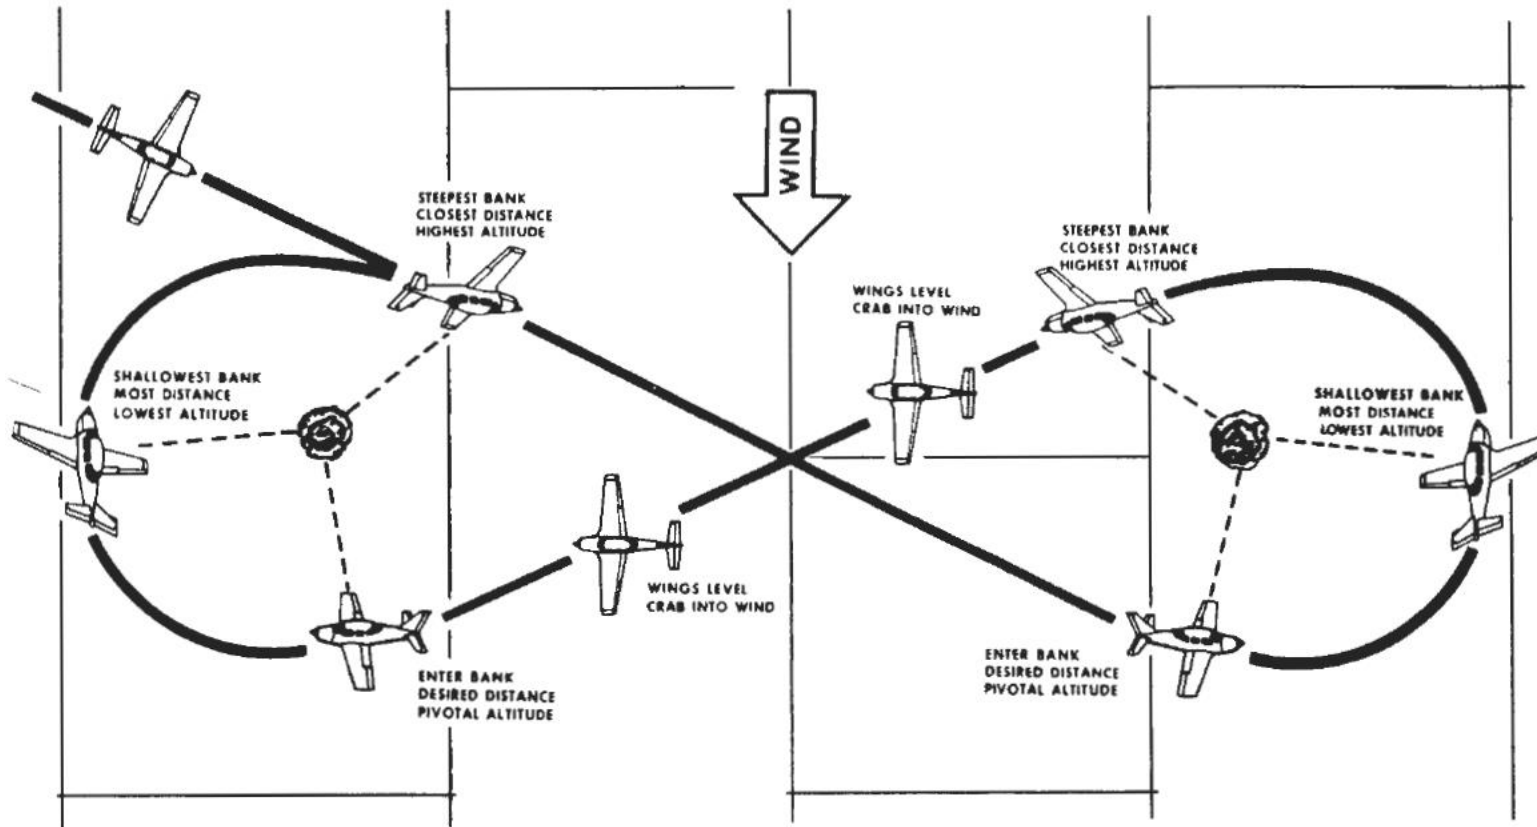 WIND
STEEPEST BANK
CLOSEST DISTANCE
HIGHEST ALTITUDE
STEEPEST BANK
CLOSEST DISTANCE
HIGHEST ALTITUDE
WINGS LEVEL
CRAB INTO WIND
SHALLOWEST BANK
MOST DISTANCE
LOWEST ALTITUDE
SHALLOWEST BANK
MOST DISTANCE
LOWEST ALTITUDE
WINGS LEVEL
CRAB INTO WIND
ENTER BANK
DESIRED DISTANCE
PIVOTAL ALTITUDE
ENTER BANK
DESIRED DISTANCE
PIVOTAL ALTITUDE